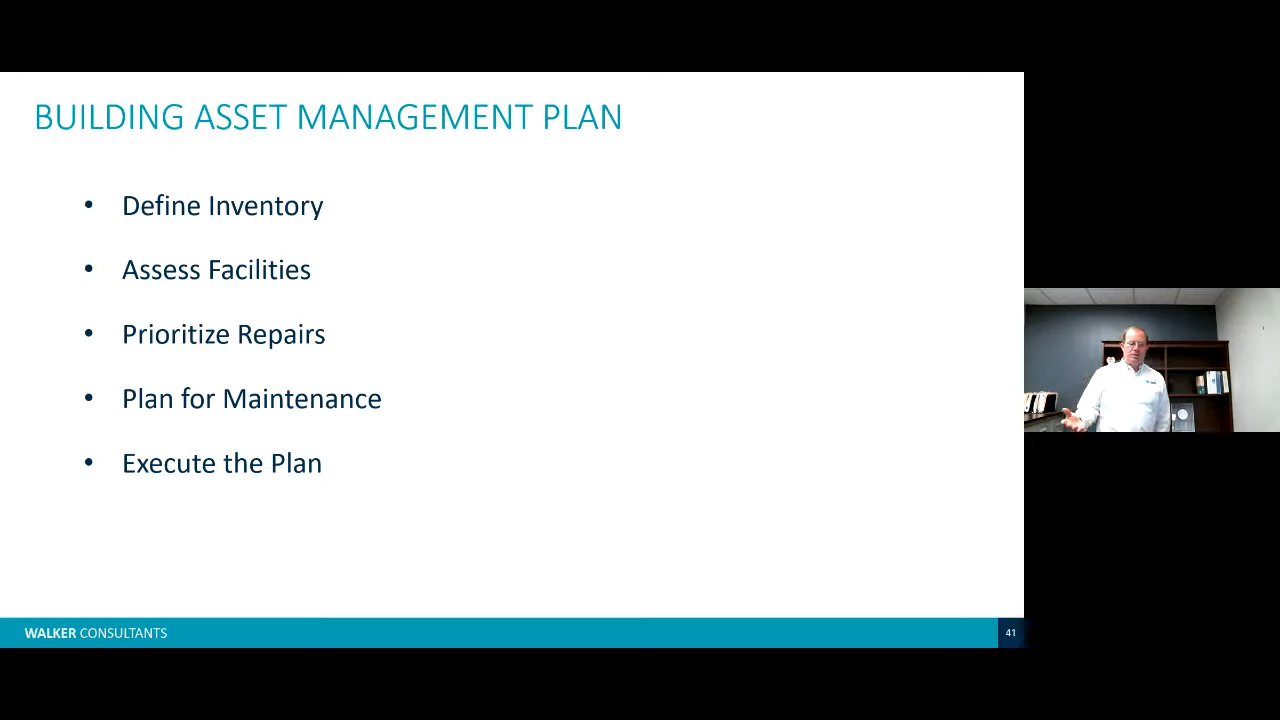 BUILDING ASSET MANAGEMENT PLAN
• Define Inventory
• Assess Facilities
• Prioritize Repairs
• Plan for Maintenance
• Execute the Plan
WALKER CONSULTANTS
41